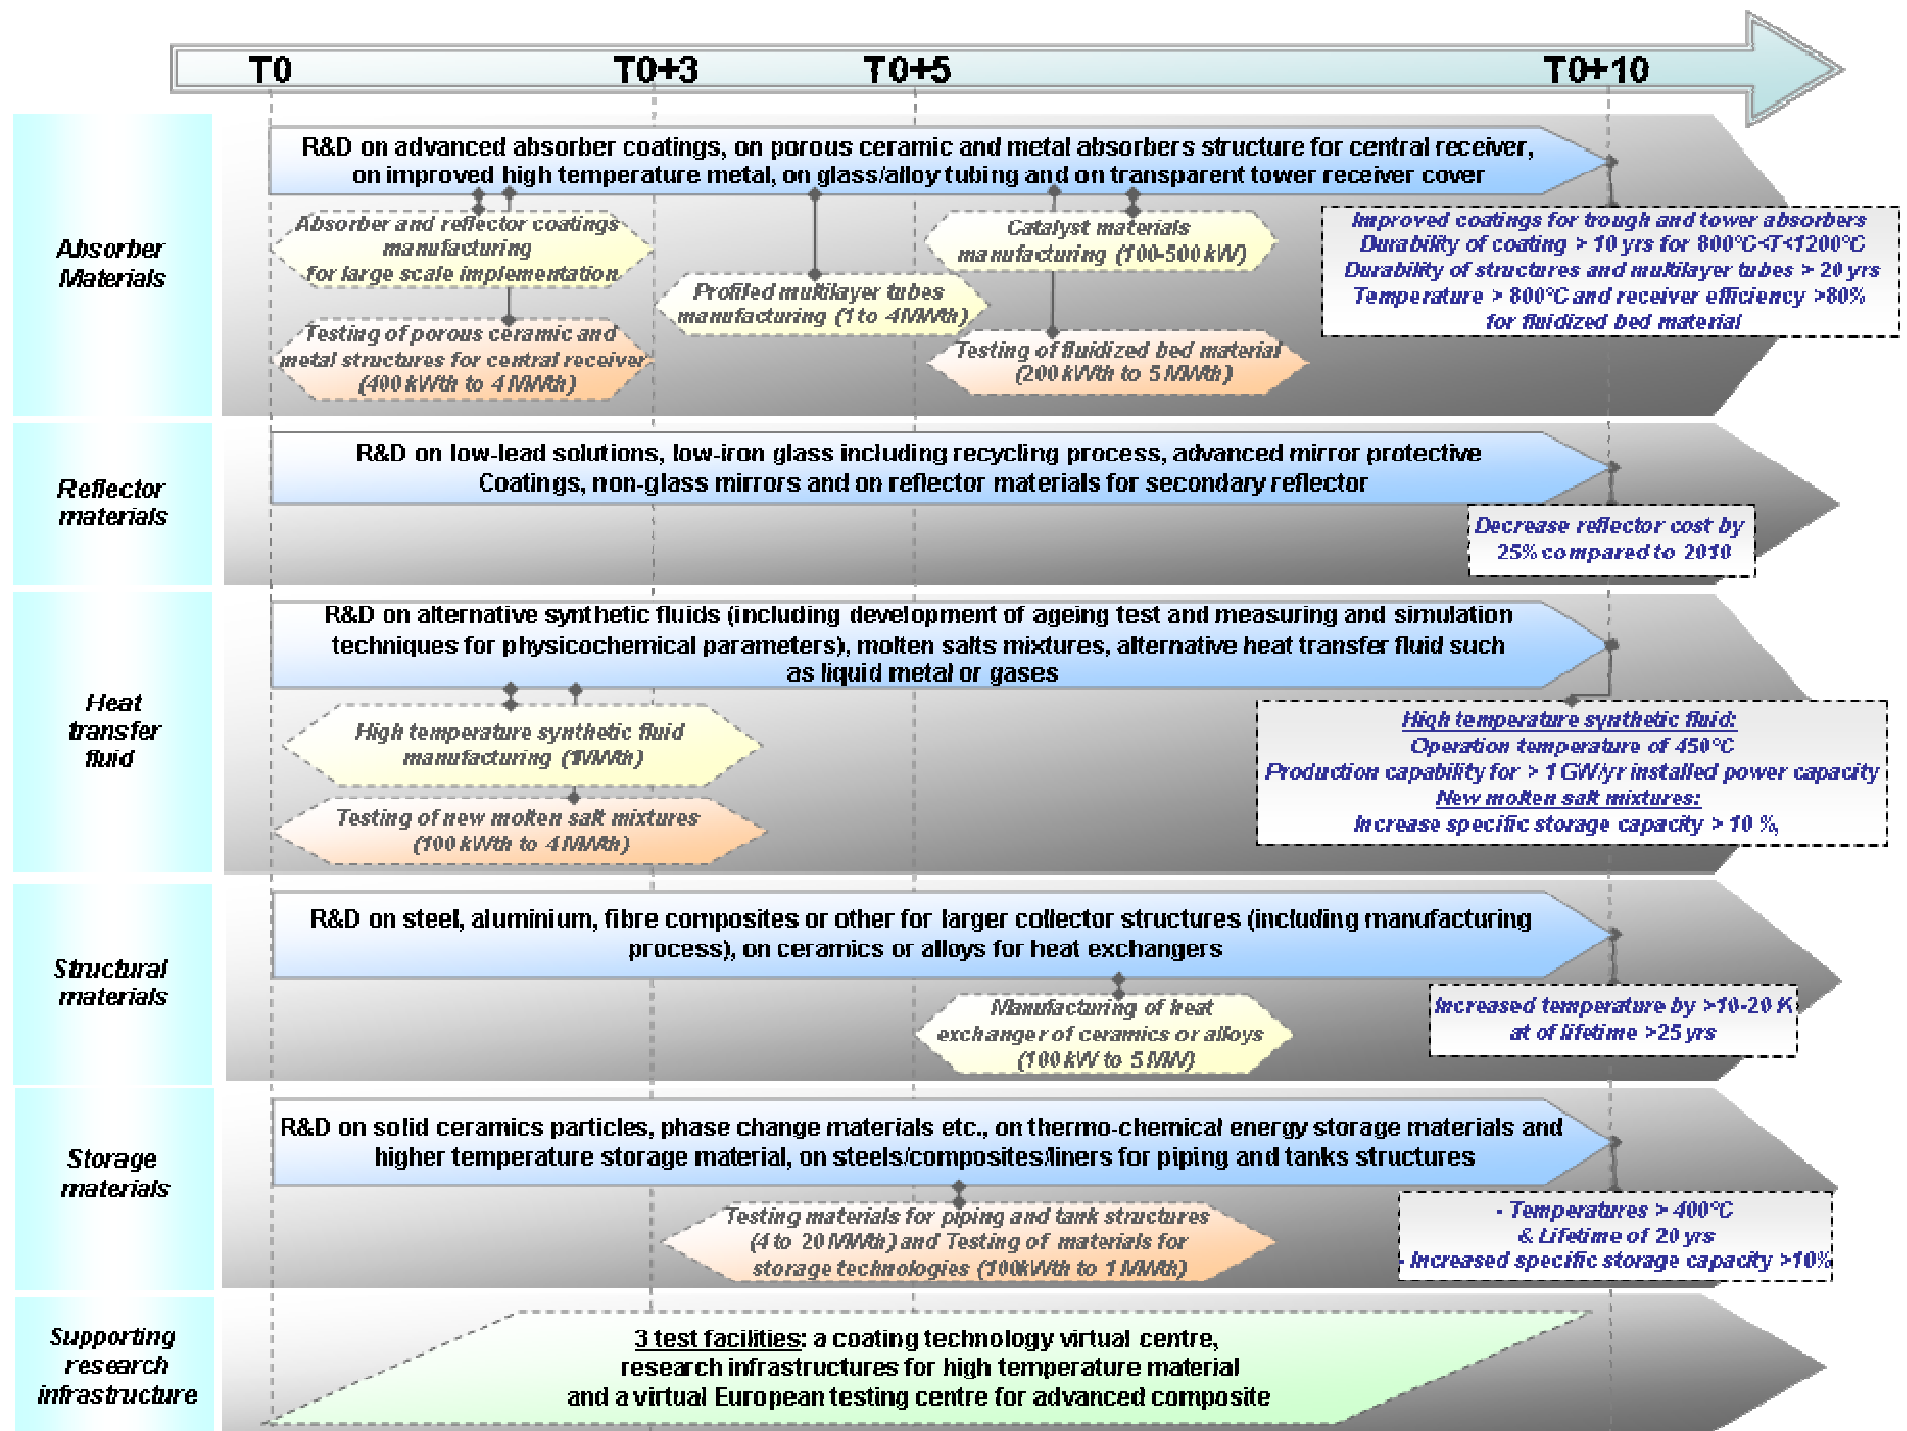 T0
T0+3
T0+5
T0+10
Absorber
Materials
R&D on advanced absorber coatings, on porous ceramic and metal absorbers structure for central receiver,
on improved high temperature metal, on glass/alloy tubing and on transparent tower receiver cover
Absorber and reflector coatings
manufacturing
for large scale implementation
Testing of porous ceramic and
metal structures for central receiver
(400 kWth to 4 MWth)
Profiled multilayer tubes
manufacturing (1 to 4MWth)
Catalyst materials
manufacturing (100-500 kW)
Testing of fluidized bed material
(200 kWth to 5 MWth)
Improved coatings for trough and tower absorbers
Durability of coating > 10 yrs for 800°C<T<1200°C
Durability of structures and multilayer tubes > 20 yrs
Temperature > 800°C and receiver efficiency >80%
for fluidized bed material
Reflector
materials
R&D on low-lead solutions, low-iron glass including recycling process, advanced mirror protective
Coatings, non-glass mirrors and on reflector materials for secondary reflector
Decrease reflector cost by
25% compared to 2010
Heat
transfer
fluid
R&D on alternative synthetic fluids (including development of ageing test and measuring and simulation
techniques for physicochemical parameters), molten salts mixtures, alternative heat transfer fluid such
as liquid metal or gases
High temperature synthetic fluid
manufacturing (1MWth)
Testing of new molten salt mixtures
(100 kWth to 4 MWth)
High temperature synthetic fluid:
Operation temperature of 450°C
Production capability for > 1 GW/yr installed power capacity
New molten salt mixtures:
Increase specific storage capacity > 10 %,
Structural
materials
R&D on steel, aluminium, fibre composites or other for larger collector structures (including manufacturing
process), on ceramics or alloys for heat exchangers
Manufacturing of heat
exchanger of ceramics or alloys
(100 kW to 5 MW)
Increased temperature by >10-20 K
at of lifetime >25 yrs
Storage
materials
R&D on solid ceramics particles, phase change materials etc., on thermo-chemical energy storage materials and
higher temperature storage material, on steels/composites/liners for piping and tanks structures
Testing materials for piping and tank structures
(4 to 20 MWth) and Testing of materials for
storage technologies (100kWth to 1 MWth)
- Temperatures > 400°C
& Lifetime of 20 yrs
- Increased specific storage capacity >10%
Supporting
research
infrastructure
3 test facilities: a coating technology virtual centre,
research infrastructures for high temperature material
and a virtual European testing centre for advanced composite